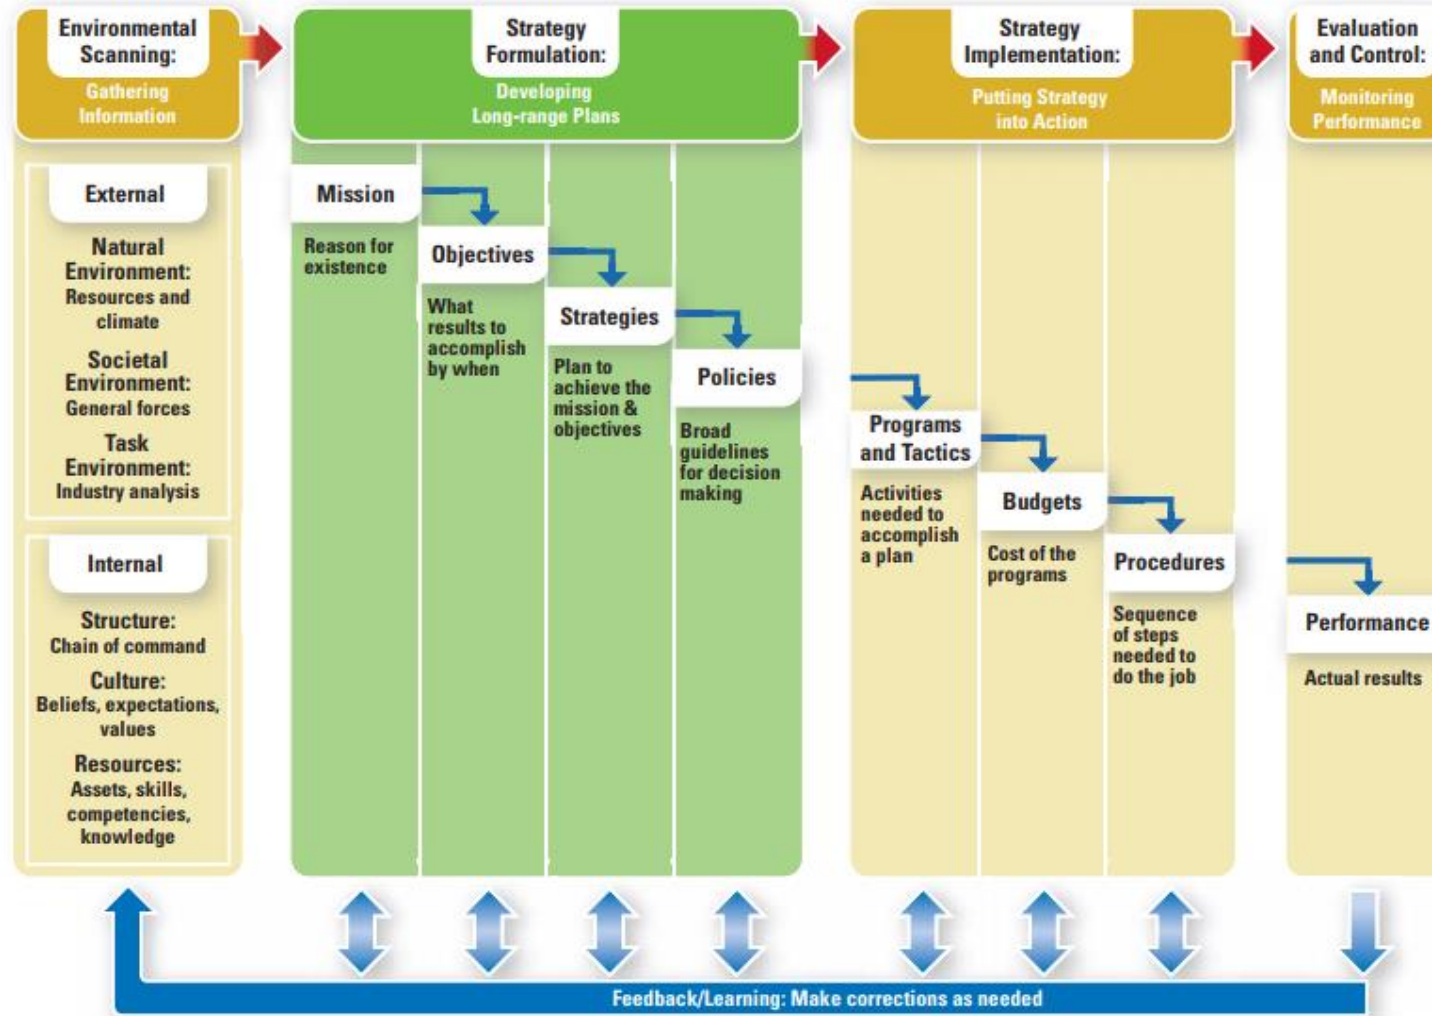 Environmental
Scanning:
Gathering
Information
External
Natural
Environment:
Resources and
climate
Societal
Environment:
General forces
Task
Environment:
Industry analysis
Internal
Structure:
Chain of command
Culture:
Beliefs, expectations,
values
Resources:
Assets, skills,
competencies,
knowledge
Strategy
Formulation:
Developing
Long-range Plans
Mission
Reason for
existence
Objectives
What
results to
accomplish
by when
Strategies
Plan to
achieve the
mission &
objectives
Policies
Broad
guidelines
for decision
making
Strategy
Implementation:
Putting Strategy
into Action
Programs
and Tactics
Activities
needed to
accomplish
a plan
Budgets
Cost of the
programs
Procedures
Sequence
of steps
needed to
do the job
Evaluation
and Control:
Monitoring
Performance
Performance
Actual results
Feedback/Learning: Make corrections as needed